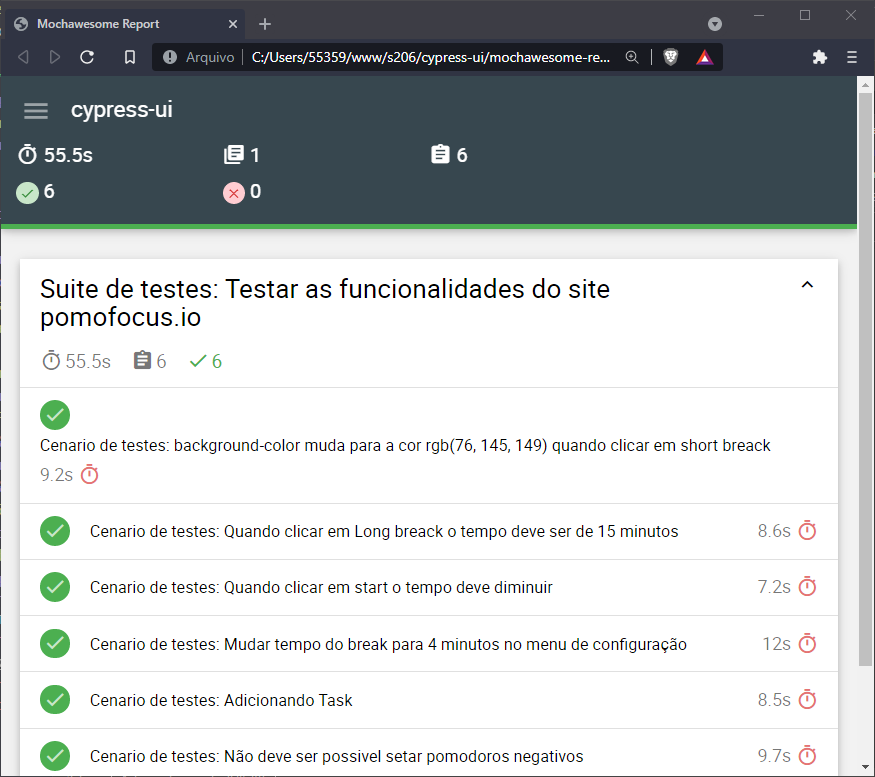 Mochawesome Report
Arquivo C:/Users/55359/www/s206/cypress-ui/mochawesome-re...
cypress-ui
55.5s 1 6
6 0
Suite de testes: Testar as funcionalidades do site
pomofocus.io
55.5s 6 6
Cenario de testes: background-color muda para a cor rgb(76, 145, 149) quando clicar em short breack
9.2s
Cenario de testes: Quando clicar em Long breack o tempo deve ser de 15 minutos 8.6s
Cenario de testes: Quando clicar em start o tempo deve diminuir 7.2s
Cenario de testes: Mudar tempo do break para 4 minutos no menu de configuração 12s
Cenario de testes: Adicionando Task 8.5s
Cenario de testes: Não deve ser possivel setar pomodoros negativos 9.7s